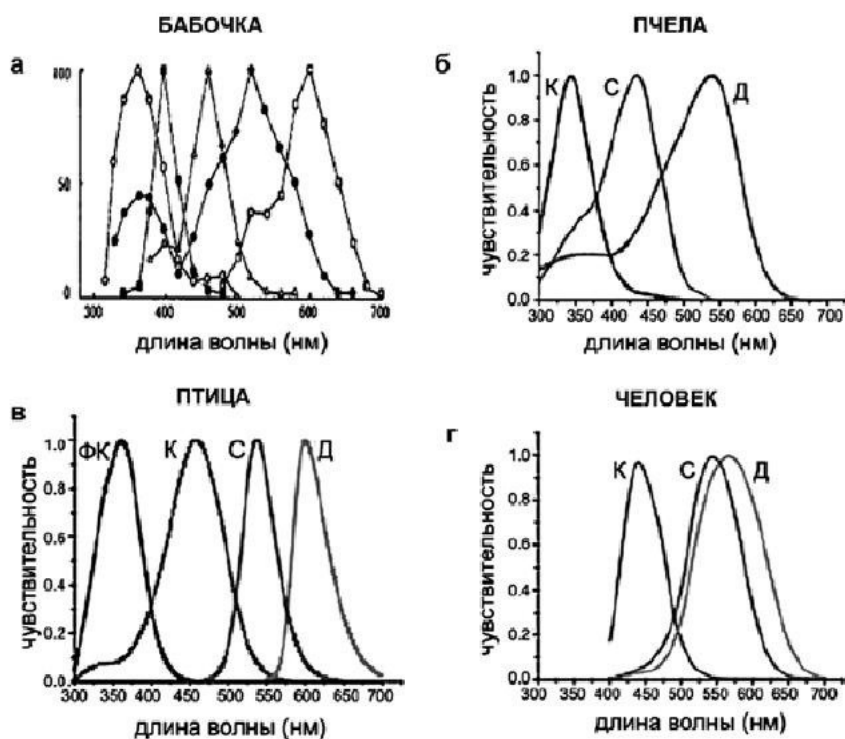 БАБОЧКА
а
100
50
0
300 400 500 600 700
длина волны (нм)
ПЧЕЛА
б
чувствительность
1.0
0.8
0.6
0.4
0.2
0.0
К С Д
300 350 400 450 500 550 600 650 700
длина волны (нм)
ПТИЦА
в
чувствительность
1.0
0.8
0.6
0.4
0.2
0.0
ФК К С Д
300 350 400 450 500 550 600 650 700
длина волны (нм)
ЧЕЛОВЕК
г
чувствительность
1.0
0.8
0.6
0.4
0.2
0.0
К С Д
300 350 400 450 500 550 600 650 700
длина волны (нм)